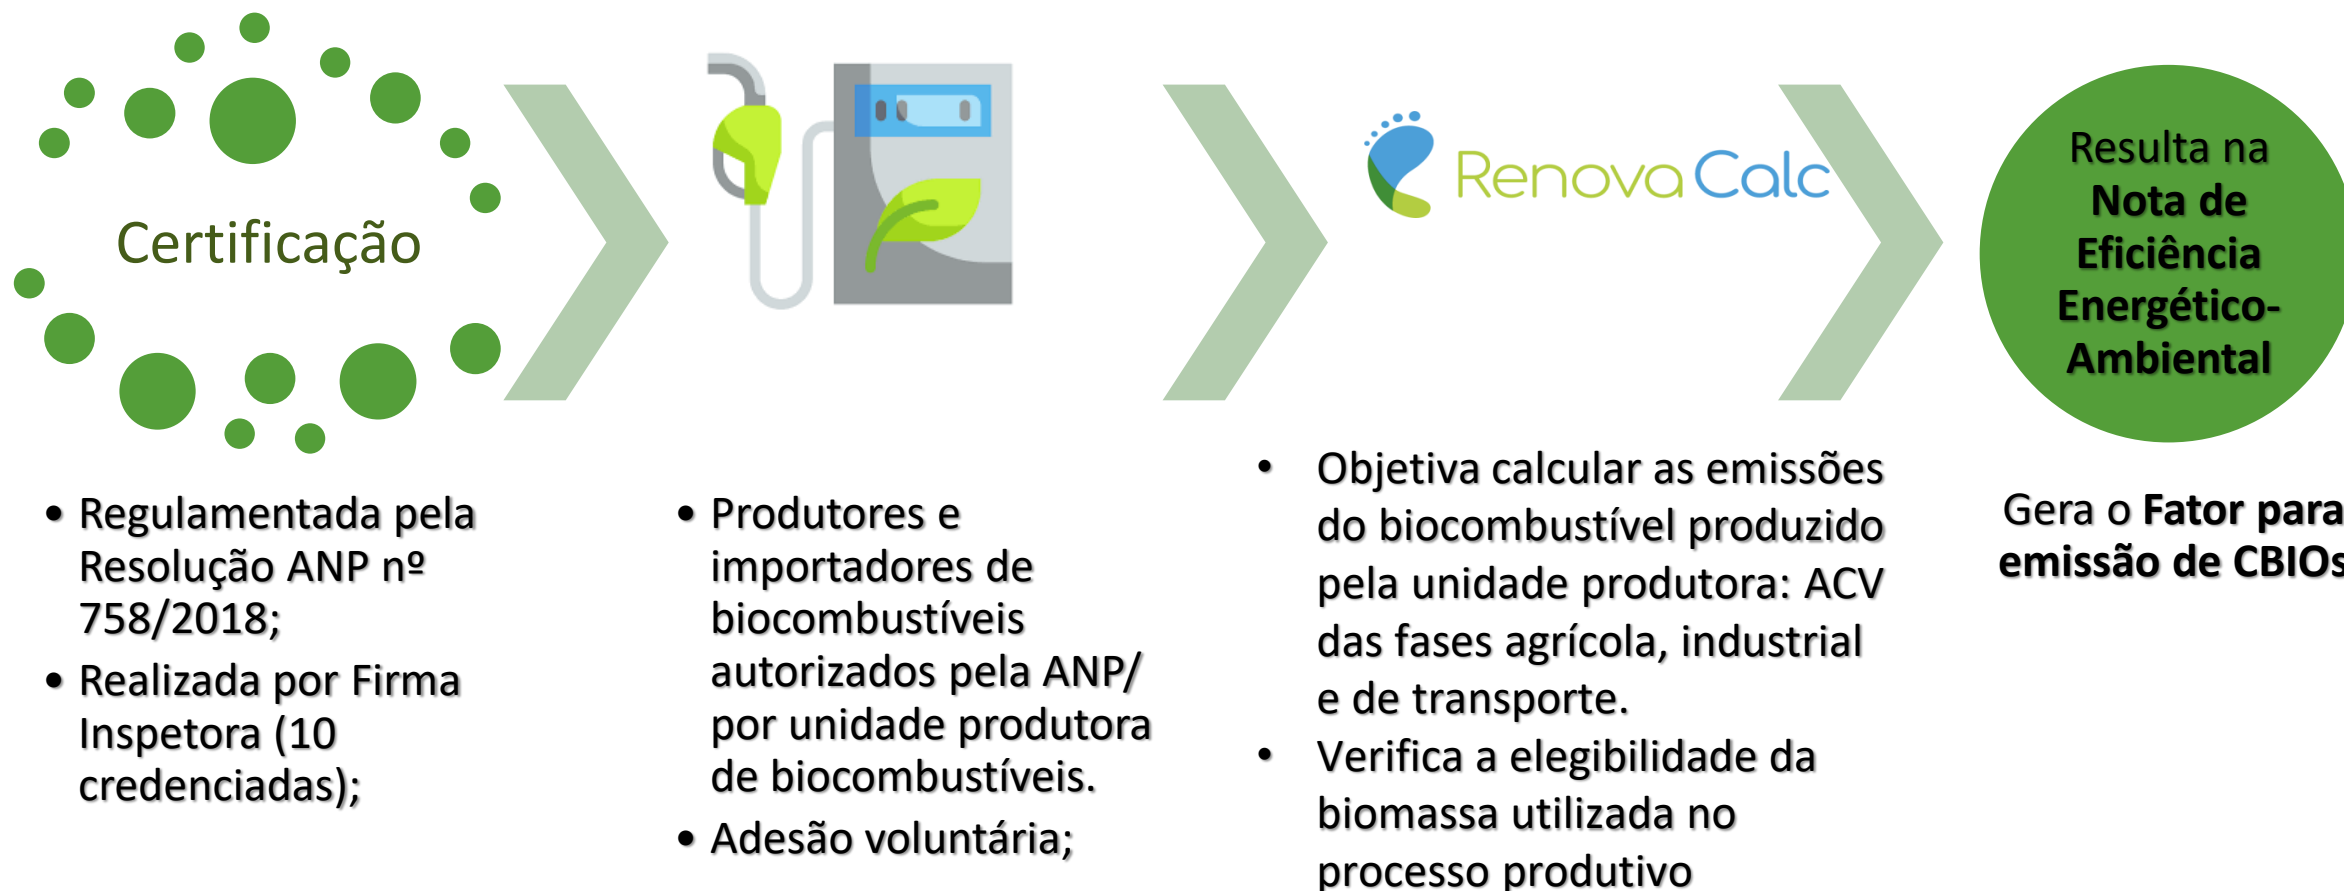 Certificação
• Regulamentada pela
Resolução ANP nº
758/2018;
• Realizada por Firma
Inspetora (10
credenciadas);
• Produtores e
importadores de
biocombustíveis
autorizados pela ANP/
por unidade produtora
de biocombustíveis.
• Adesão voluntária;
RenovaCalc
• Objetiva calcular as emissões
do biocombustível produzido
pela unidade produtora: ACV
das fases agrícola, industrial
e de transporte.
• Verifica a elegibilidade da
biomassa utilizada no
processo produtivo
Resulta na
Nota de
Eficiência
Energético-
Ambiental
Gera o Fator para
emissão de CBIOs